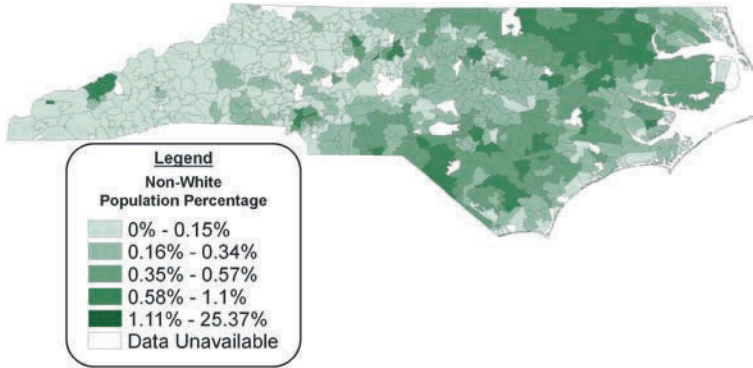 Legend
Non-White
Population Percentage
0% - 0.15%
0.16% - 0.34%
0.35% - 0.57%
0.58% - 1.1%
1.11% - 25.37%
Data Unavailable